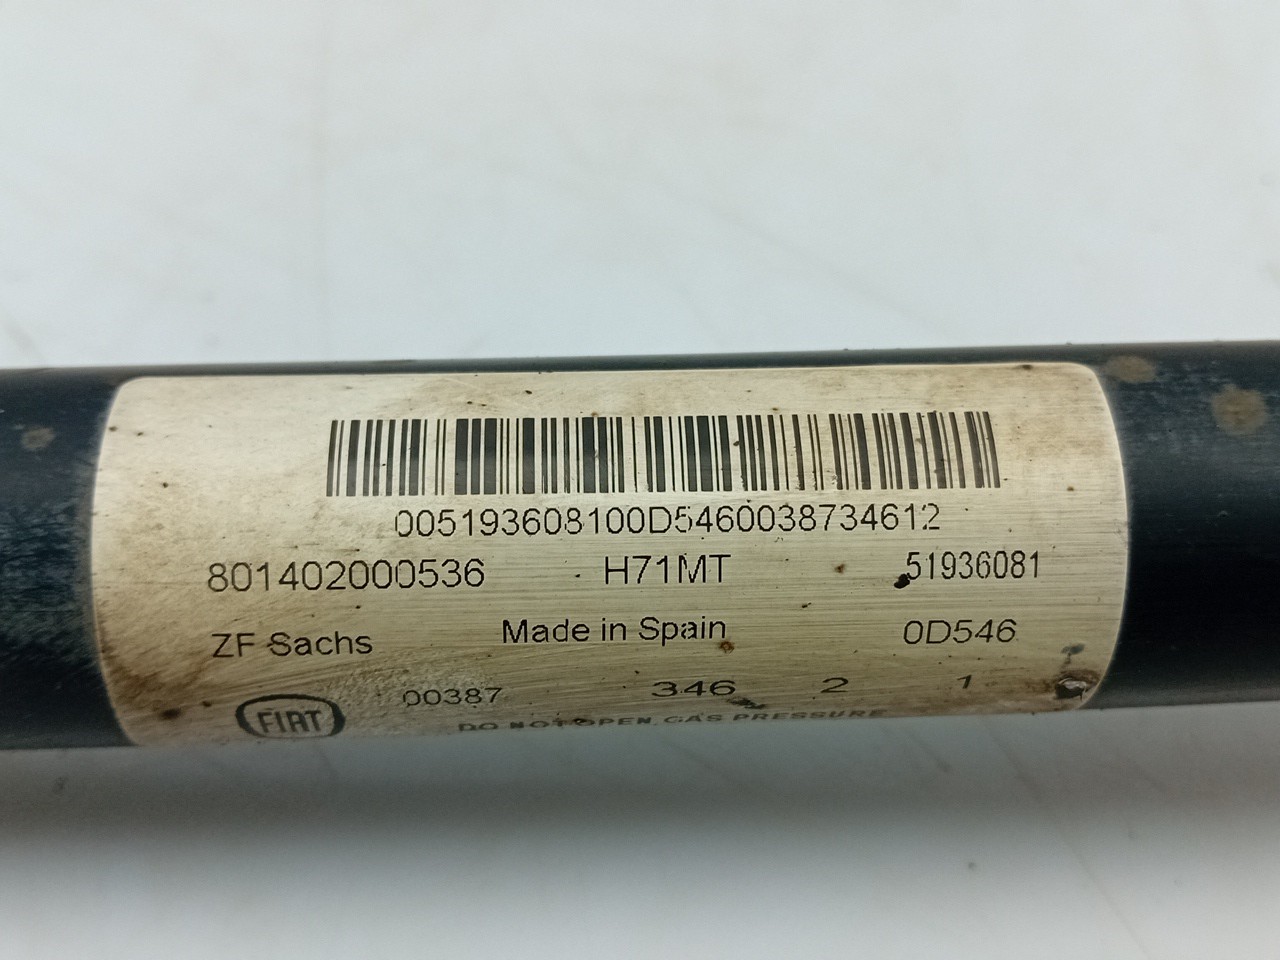 005193608100D5460038734612
801402000536 H71MT 51936081
ZF Sachs Made in Spain 0D546
FIAT 00387 346 2 1
DO NOT OPEN, GAS PRESSURE